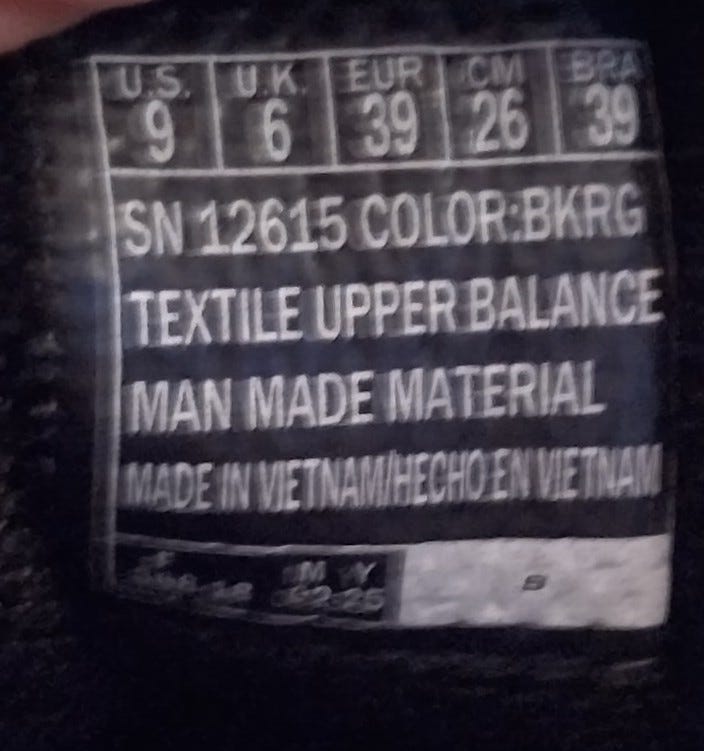 U.S. U.K. EUR CM BRA
9 6 39 26 39
SN 12615 COLOR:BKRG
TEXTILE UPPER BALANCE
MAN MADE MATERIAL
MADE IN VIETNAM/HECHO EN VIETNAM
M Y
S